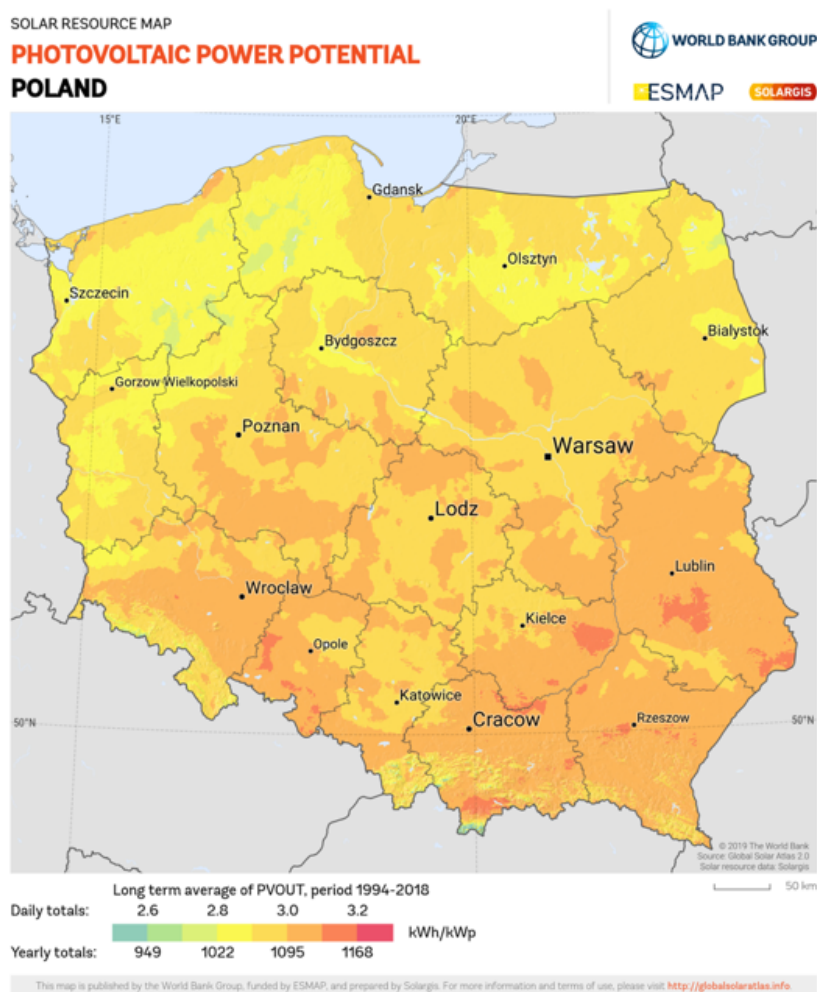 SOLAR RESOURCE MAP
PHOTOVOLTAIC POWER POTENTIAL
POLAND
WORLD BANK GROUP
ESMAP
SOLARGIS
15°E
20°E
Gdansk
Olsztyn
Szczecin
Bialystok
Bydgoszcz
Gorzow Wielkopolski
Poznan
Warsaw
Lodz
Lublin
Wroclaw
Kielce
Opole
Katowice
50°N
Cracow
Rzeszow
50°N
© 2019 The World Bank
Source: Global Solar Atlas 2.0
Solar resource data: Solargis
Long term average of PVOUT, period 1994-2018
50 km
Daily totals: 2.6 2.8 3.0 3.2
kWh/kWp
Yearly totals: 949 1022 1095 1168
This map is published by the World Bank Group, funded by ESMAP, and prepared by Solargis. For more information and terms of use, please visit http://globalsolaratlas.info.